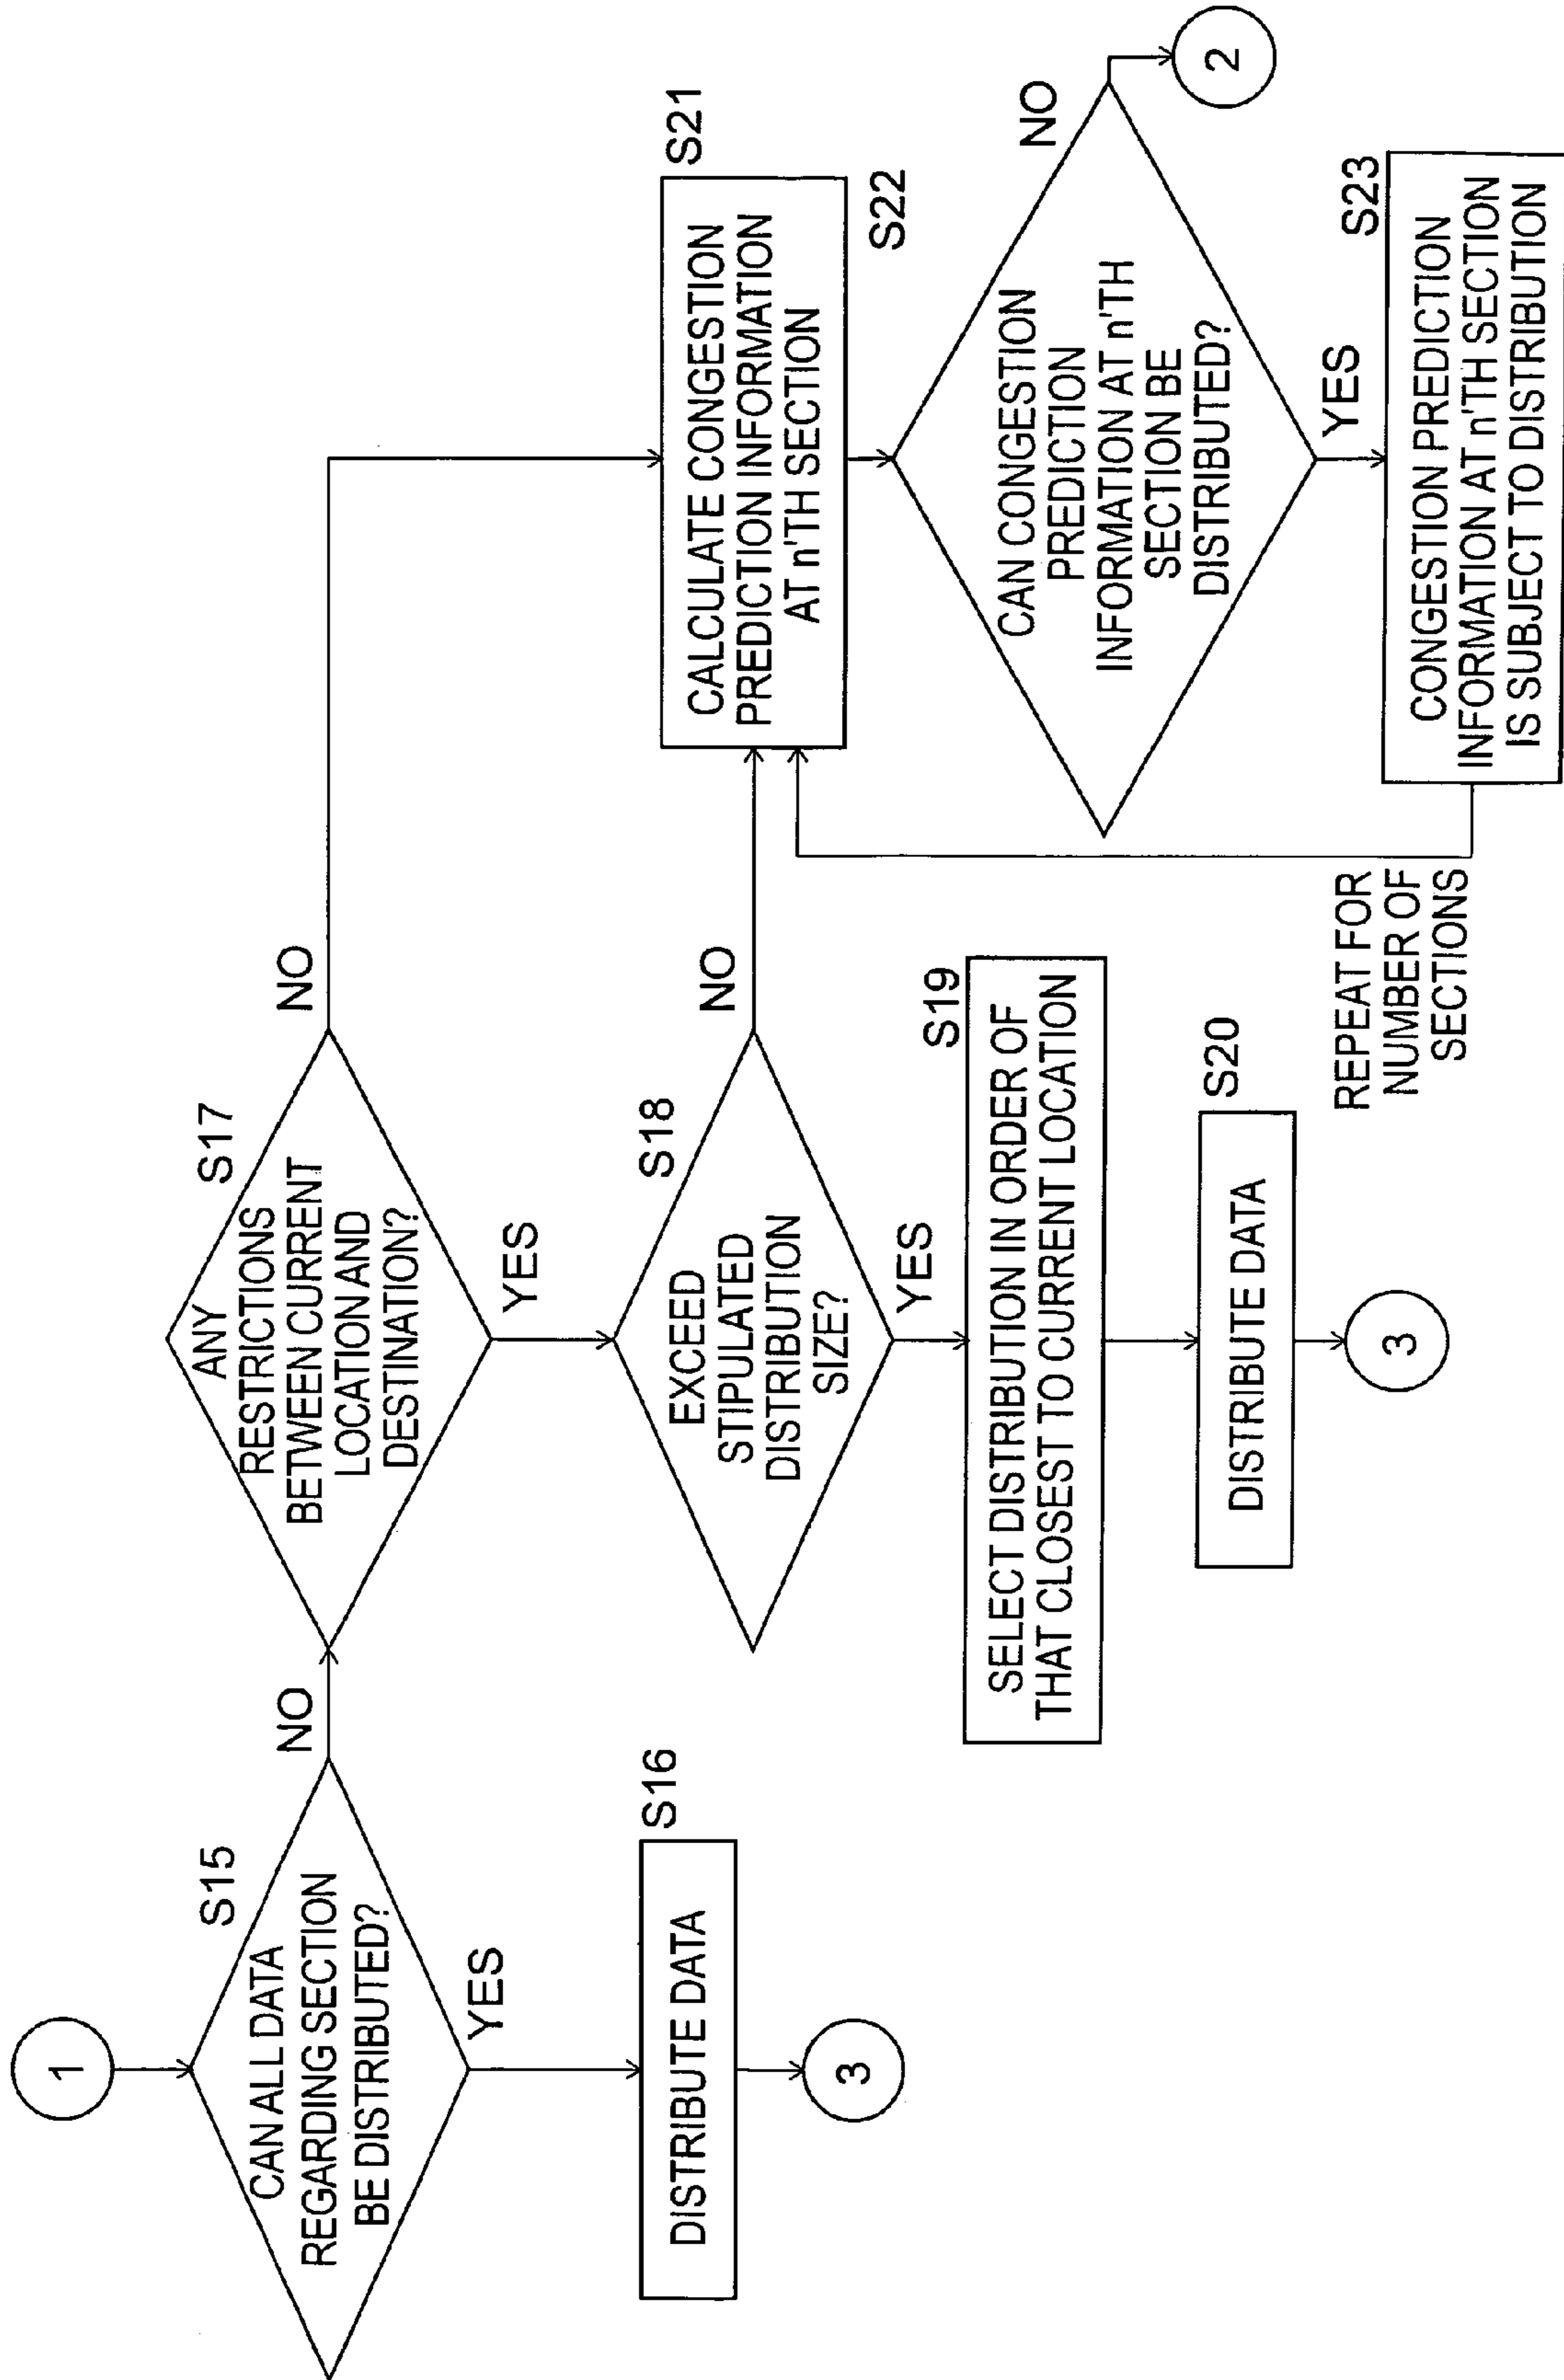 1
S15
CAN ALL DATA
REGARDING SECTION
BE DISTRIBUTED?
NO
YES
S16
DISTRIBUTE DATA
3
S17
ANY
RESTRICTIONS
BETWEEN CURRENT
LOCATION AND
DESTINATION?
NO
YES
S18
EXCEED
STIPULATED
DISTRIBUTION
SIZE?
NO
YES
S19
SELECT DISTRIBUTION IN ORDER OF
THAT CLOSEST TO CURRENT LOCATION
S20
DISTRIBUTE DATA
3
S21
CALCULATE CONGESTION
PREDICTION INFORMATION
AT n'TH SECTION
S22
CAN CONGESTION
PREDICTION
INFORMATION AT n'TH
SECTION BE
DISTRIBUTED?
NO
2
YES
S23
CONGESTION PREDICTION
INFORMATION AT n'TH SECTION
IS SUBJECT TO DISTRIBUTION
REPEAT FOR
NUMBER OF
SECTIONS